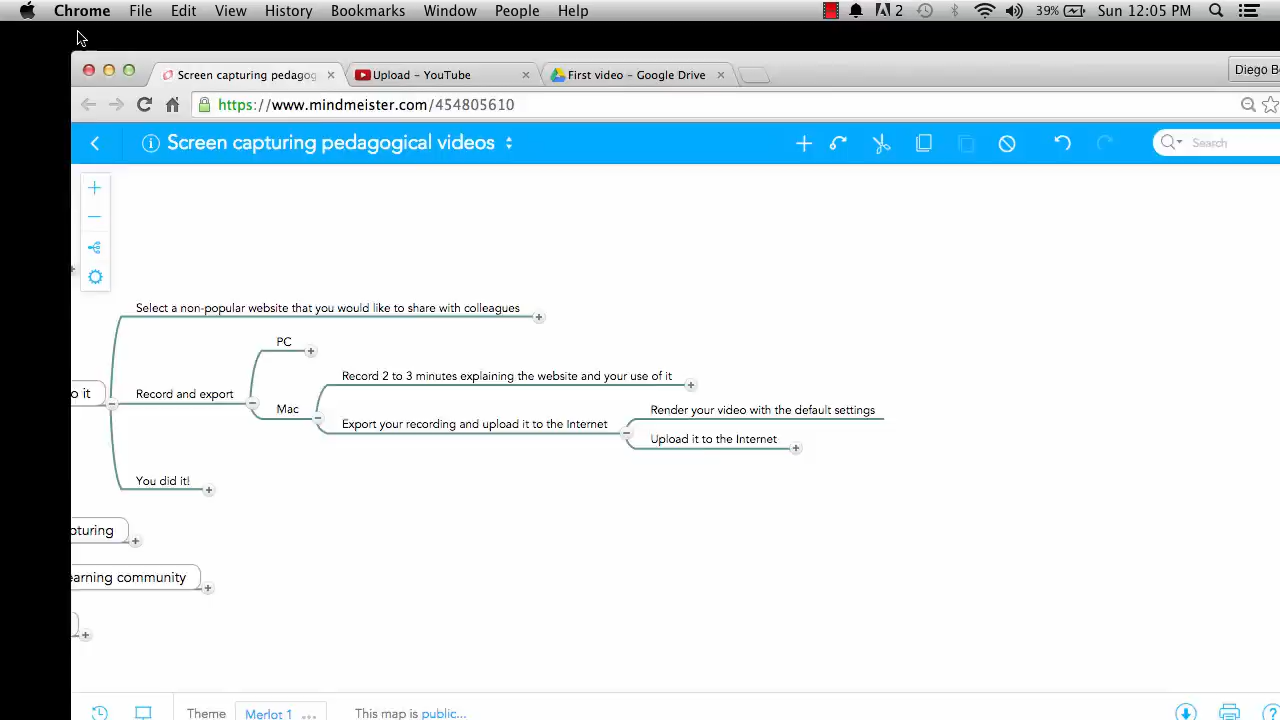 Chrome File Edit View History Bookmarks Window People Help 2 39% Sun 12:05 PM
Screen capturing pedagog × Upload - YouTube × First video - Google Drive × Diego B
https://www.mindmeister.com/454805610
Screen capturing pedagogical videos Search
Select a non-popular website that you would like to share with colleagues
PC
Record 2 to 3 minutes explaining the website and your use of it
o it
Record and export
Mac
Render your video with the default settings
Export your recording and upload it to the Internet
Upload it to the Internet
You did it!
pturing
earning community
Theme Merlot 1 ... This map is public...